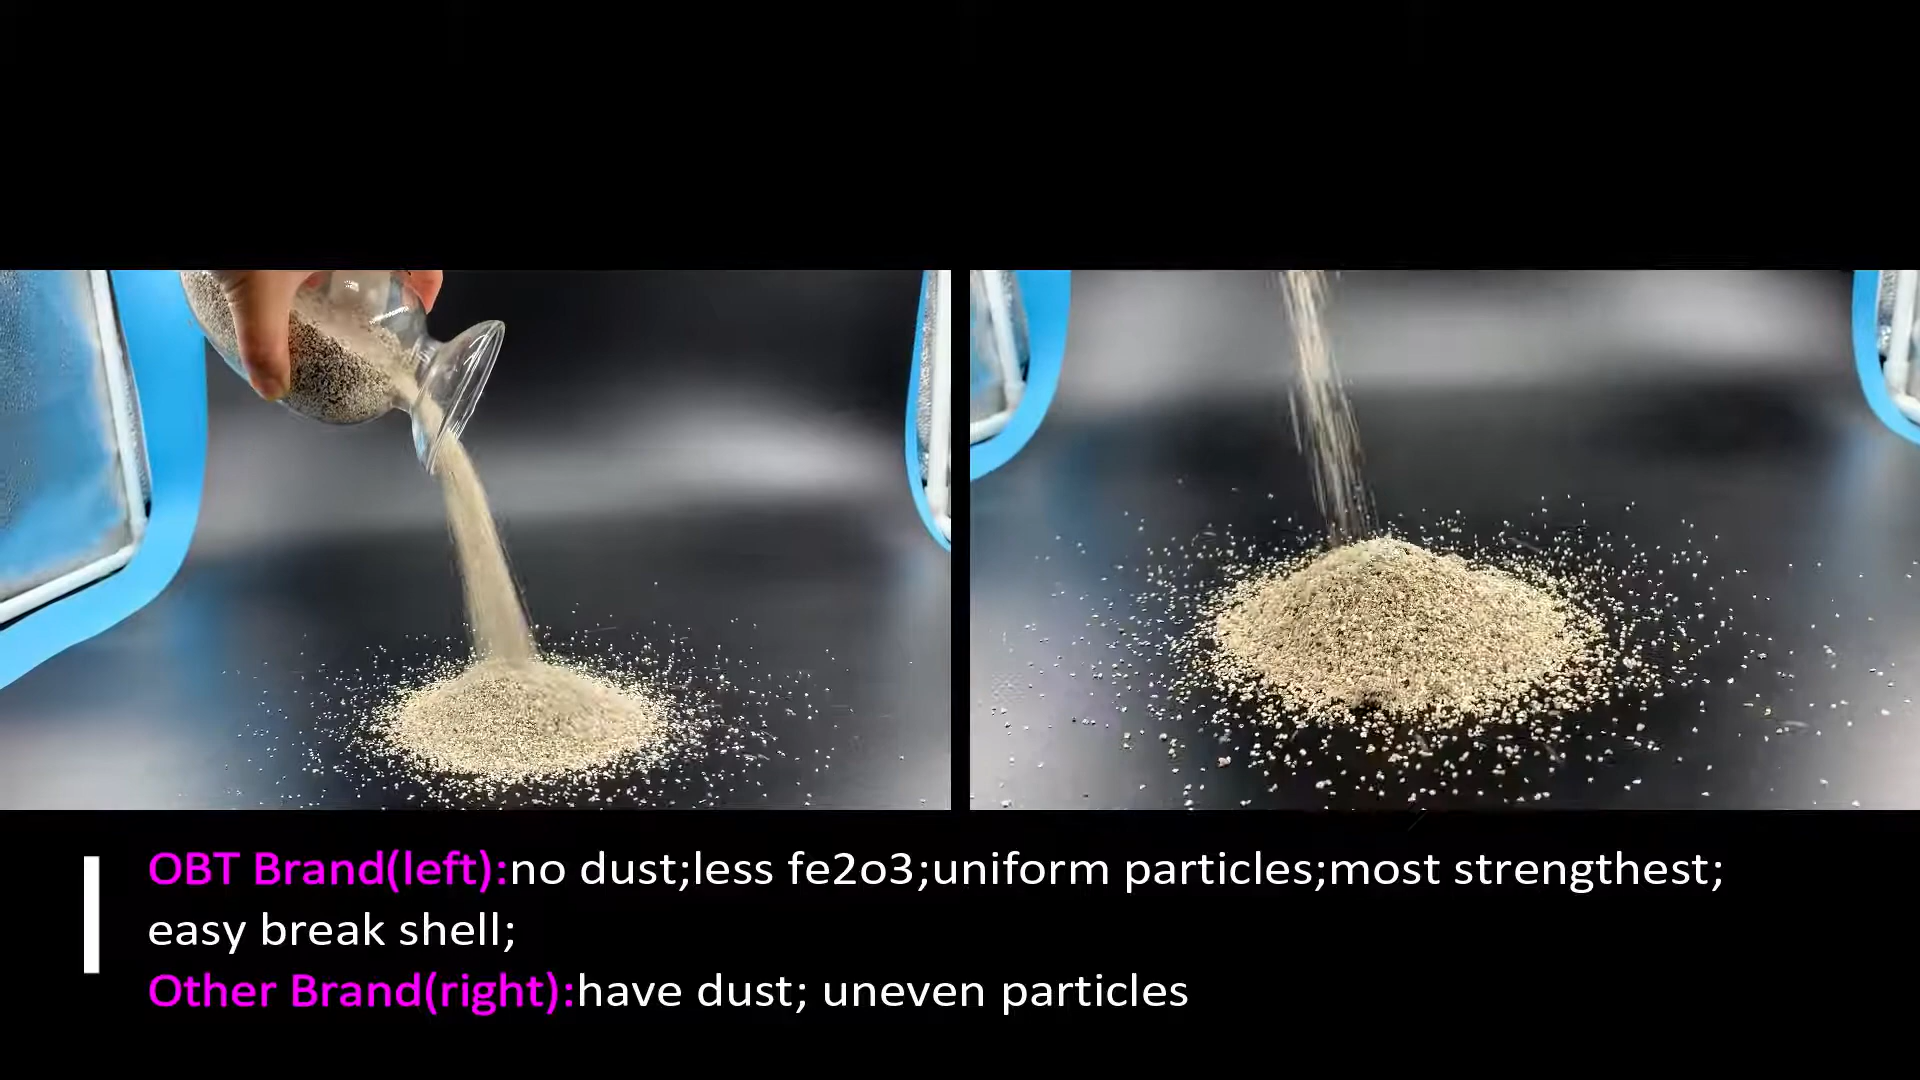 OBT Brand(left):no dust;less fe2o3;uniform particles;most strengthest;
easy break shell;
Other Brand(right):have dust; uneven particles